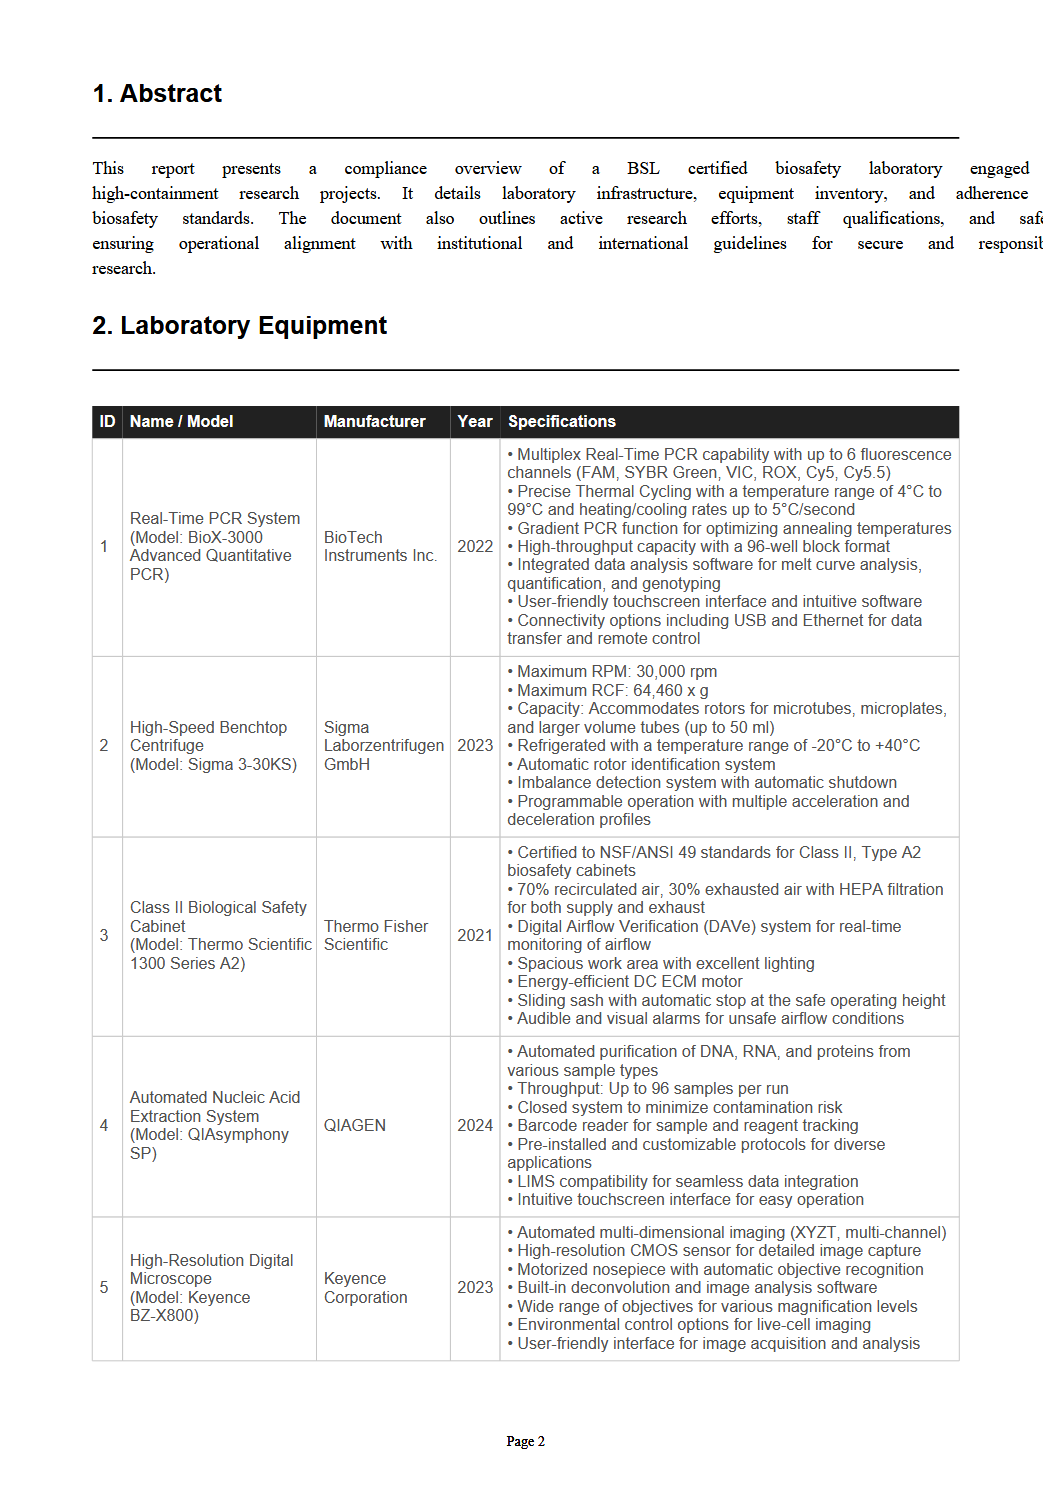 1. Abstract
This report presents a compliance overview of a BSL certified biosafety laboratory engaged
high-containment research projects. It details laboratory infrastructure, equipment inventory, and adherence
biosafety standards. The document also outlines active research efforts, staff qualifications, and
ensuring operational alignment with institutional and international guidelines for secure and
research.
2. Laboratory Equipment
ID Name / Model Manufacturer Year Specifications
1
Real-Time PCR System
(Model: BioX-3000
Advanced Quantitative
PCR)
BioTech
Instruments Inc.
2022
• Multiplex Real-Time PCR capability with up to 6 fluorescence
channels (FAM, SYBR Green, VIC, ROX, Cy5, Cy5.5)
• Precise Thermal Cycling with a temperature range of 4°C to
99°C and heating/cooling rates up to 5°C/second
• Gradient PCR function for optimizing annealing temperatures
• High-throughput capacity with a 96-well block format
• Integrated data analysis software for melt curve analysis,
quantification, and genotyping
• User-friendly touchscreen interface and intuitive software
• Connectivity options including USB and Ethernet for data
transfer and remote control
2
High-Speed Benchtop
Centrifuge
(Model: Sigma 3-30KS)
Sigma
Laborzentrifugen
GmbH
2023
• Maximum RPM: 30,000 rpm
• Maximum RCF: 64,460 x g
• Capacity: Accommodates rotors for microtubes, microplates,
and larger volume tubes (up to 50 ml)
• Refrigerated with a temperature range of -20°C to +40°C
• Automatic rotor identification system
• Imbalance detection system with automatic shutdown
• Programmable operation with multiple acceleration and
deceleration profiles
3
Class II Biological Safety
Cabinet
(Model: Thermo Scientific
1300 Series A2)
Thermo Fisher
Scientific
2021
• Certified to NSF/ANSI 49 standards for Class II, Type A2
biosafety cabinets
• 70% recirculated air, 30% exhausted air with HEPA filtration
for both supply and exhaust
• Digital Airflow Verification (DAVe) system for real-time
monitoring of airflow
• Spacious work area with excellent lighting
• Energy-efficient DC ECM motor
• Sliding sash with automatic stop at the safe operating height
• Audible and visual alarms for unsafe airflow conditions
4
Automated Nucleic Acid
Extraction System
(Model: QIAsymphony
SP)
QIAGEN
2024
• Automated purification of DNA, RNA, and proteins from
various sample types
• Throughput: Up to 96 samples per run
• Closed system to minimize contamination risk
• Barcode reader for sample and reagent tracking
• Pre-installed and customizable protocols for diverse
applications
• LIMS compatibility for seamless data integration
• Intuitive touchscreen interface for easy operation
5
High-Resolution Digital
Microscope
(Model: Keyence
BZ-X800)
Keyence
Corporation
2023
• Automated multi-dimensional imaging (XYZT, multi-channel)
• High-resolution CMOS sensor for detailed image capture
• Motorized nosepiece with automatic objective recognition
• Built-in deconvolution and image analysis software
• Wide range of objectives for various magnification levels
• Environmental control options for live-cell imaging
• User-friendly interface for image acquisition and analysis
Page 2